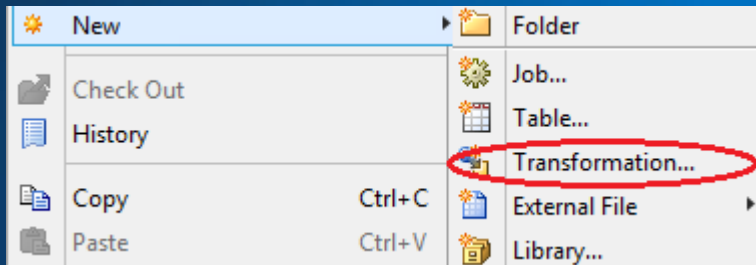 New
Check Out
History
Copy Ctrl+C
Paste Ctrl+V
Folder
Job...
Table...
Transformation...
External File
Library...